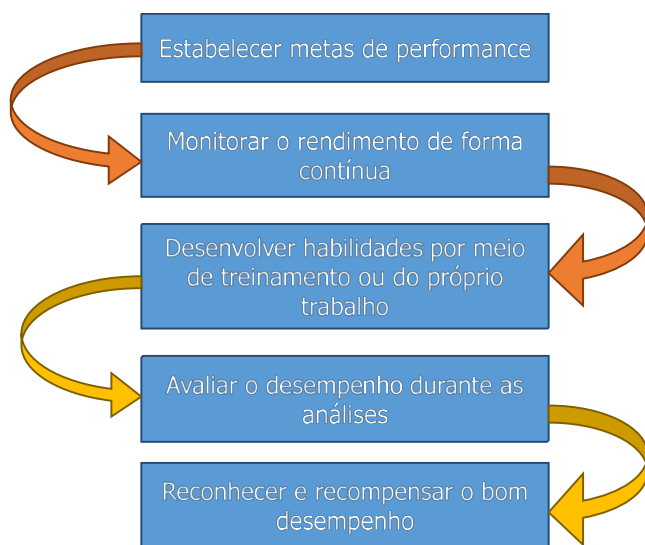 Estabelecer metas de performance
Monitorar o rendimento de forma
contínua
Desenvolver habilidades por meio
de treinamento ou do próprio
trabalho
Avaliar o desempenho durante as
análises
Reconhecer e recompensar o bom
desempenho